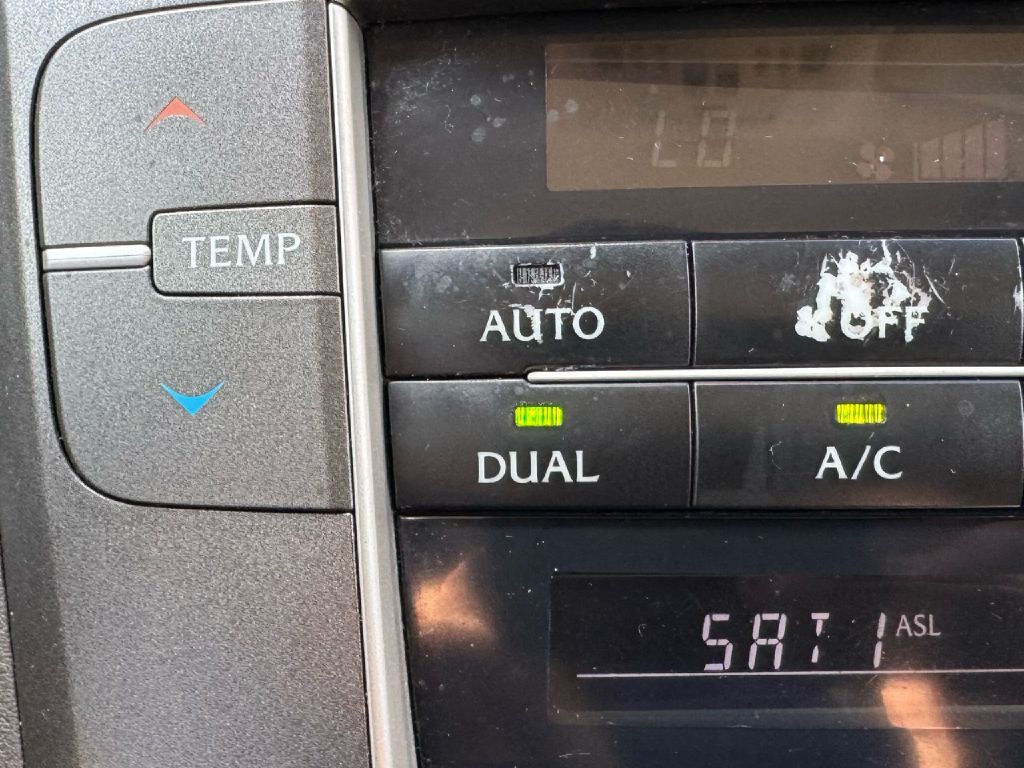 LO
TEMP
AUTO
OFF
DUAL
A/C
SAT 1 ASL